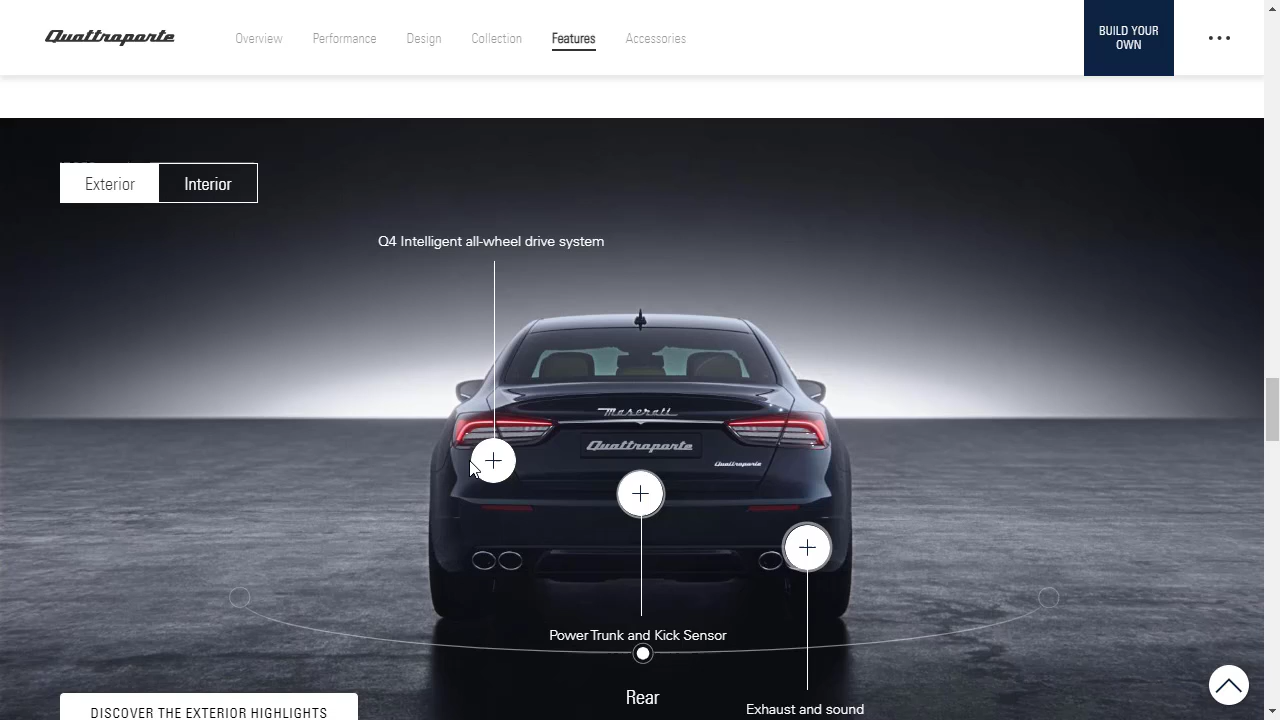 Quattroporte
Overview
Performance
Design
Collection
Features
Accessories
BUILD YOUR
OWN
Exterior
Interior
Q4 Intelligent all-wheel drive system
Maserati
Quattroporte
Quattroporte
Power Trunk and Kick Sensor
Rear
Exhaust and sound
DISCOVER THE EXTERIOR HIGHLIGHTS